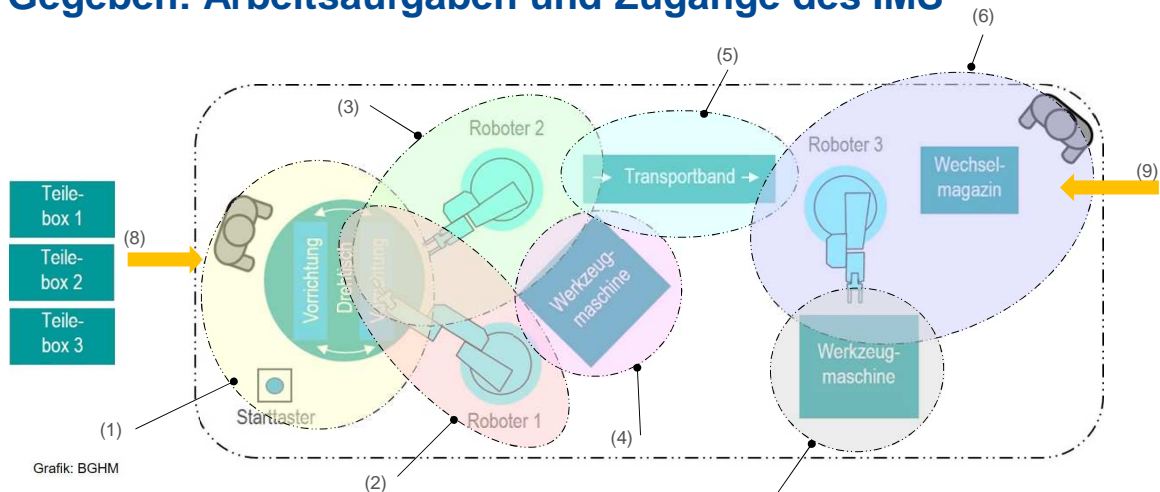 Gegeben: Arbeitsaufgaben und Zugänge des IMS
(6)
(5)
(3)
Roboter 2
Roboter 3
Transportband
Wechsel-
magazin
(9)
Teile-
box 1
(8)
Teile-
box 2
Teile-
box 3
Vorrichtung
Drehtisch
Vorrichtung
Werkzeug-
maschine
Werkzeug-
maschine
Starttaster
Roboter 1
(1)
(4)
(2)
Grafik: BGHM